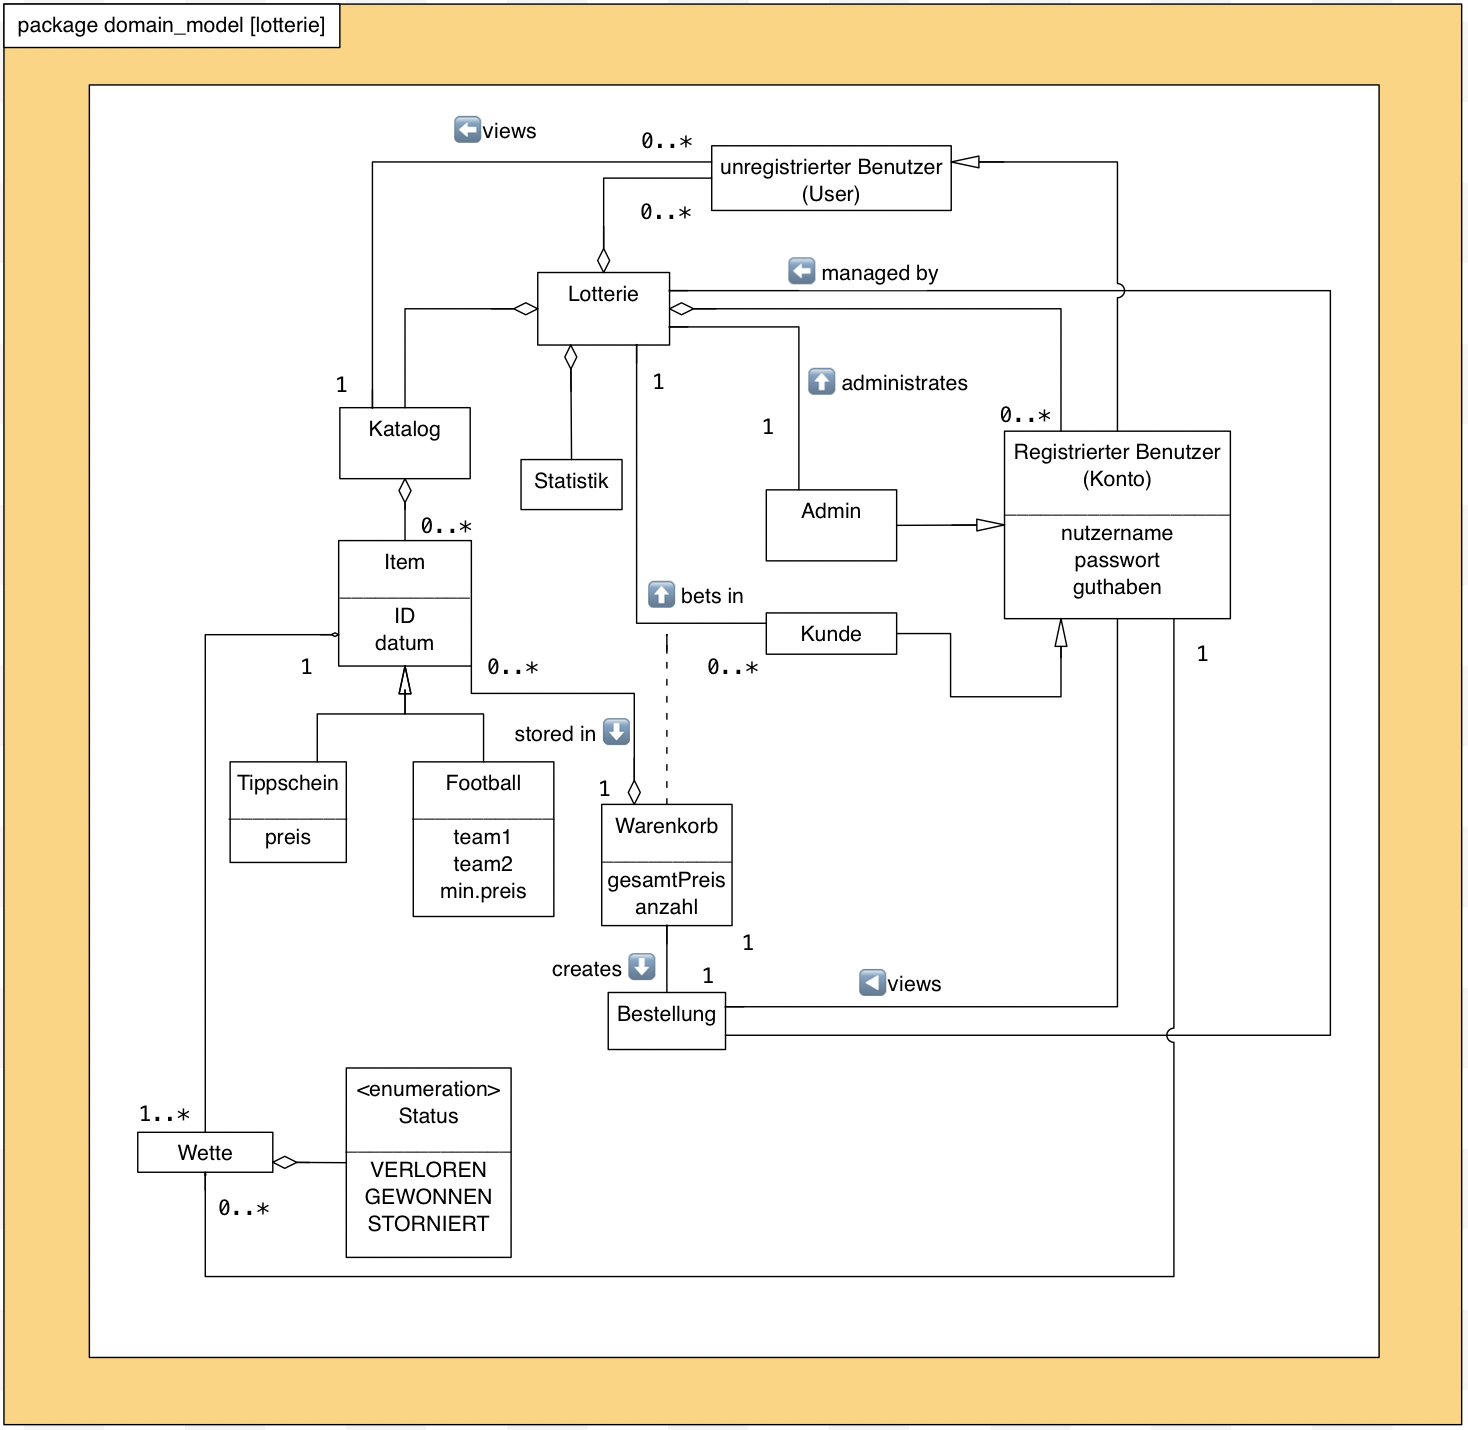 package domain_model [lotterie]
views
0..*
unregistrierter Benutzer
(User)
0..*
managed by
Lotterie
1
1
administrates
0..*
1
Katalog
Statistik
Admin
Registrierter Benutzer
(Konto)
nutzername
passwort
guthaben
0..*
Item
ID
datum
bets in
Kunde
1
0..*
0..*
1
stored in
Tippschein
preis
Football
team1
team2
min.preis
1
Warenkorb
gesamtPreis
anzahl
1
creates
1
views
Bestellung
<enumeration>
Status
VERLOREN
GEWONNEN
STORNIERT
1..*
Wette
0..*